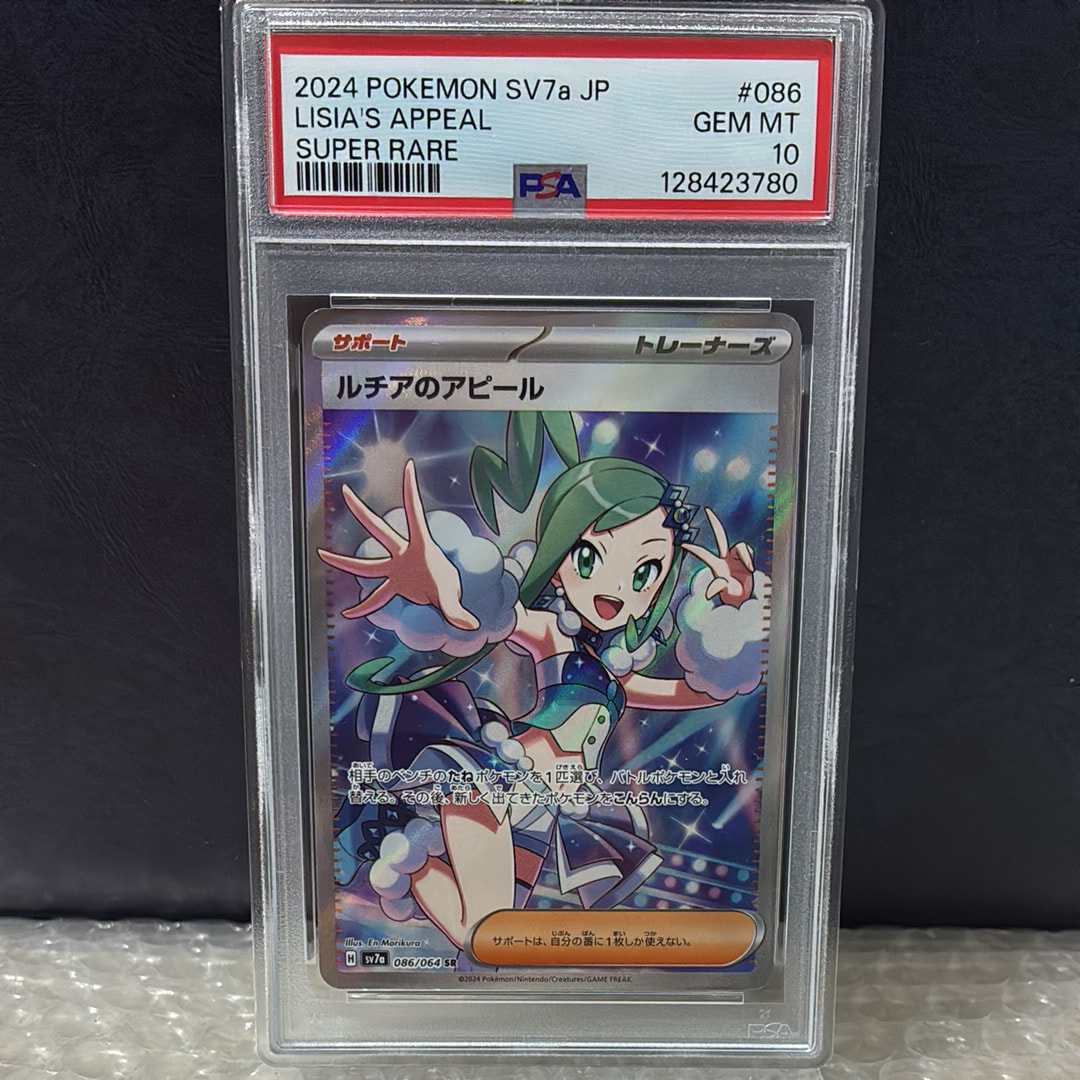 2024 POKEMON SV7a JP #086
LISIA'S APPEAL GEM MT
SUPER RARE 10
PSA 128423780
サポート トレーナーズ
ルチアのアピール
相手のベンチのたねポケモンを1匹選び、バトルポケモンと入れ
替える。その後、新しく出てきたポケモンをこんらんにする。
サポートは、自分の番に1枚しか使えない。
Illus. En Morikura
H sv7a 086/064 SR
©2024 Pokémon/Nintendo/Creatures/GAME FREAK.
21
PSA